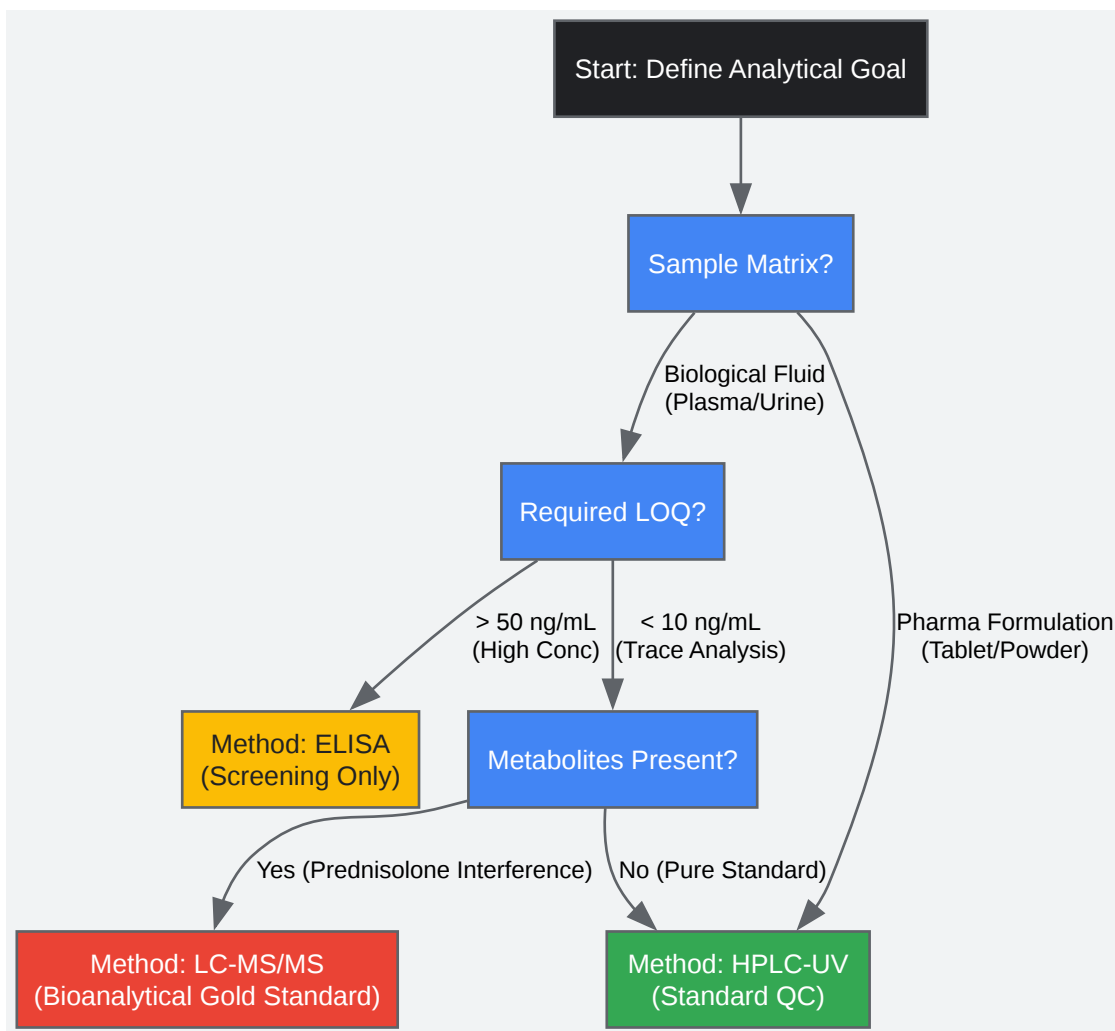 Start: Define Analytical Goal
Sample Matrix?
Biological Fluid
(Plasma/Urine)
Required LOQ?
> 50 ng/mL
(High Conc)
< 10 ng/mL
(Trace Analysis)
Pharma Formulation
(Tablet/Powder)
Method: ELISA
(Screening Only)
Metabolites Present?
Yes (Prednisolone Interference)
No (Pure Standard)
Method: LC-MS/MS
(Bioanalytical Gold Standard)
Method: HPLC-UV
(Standard QC)